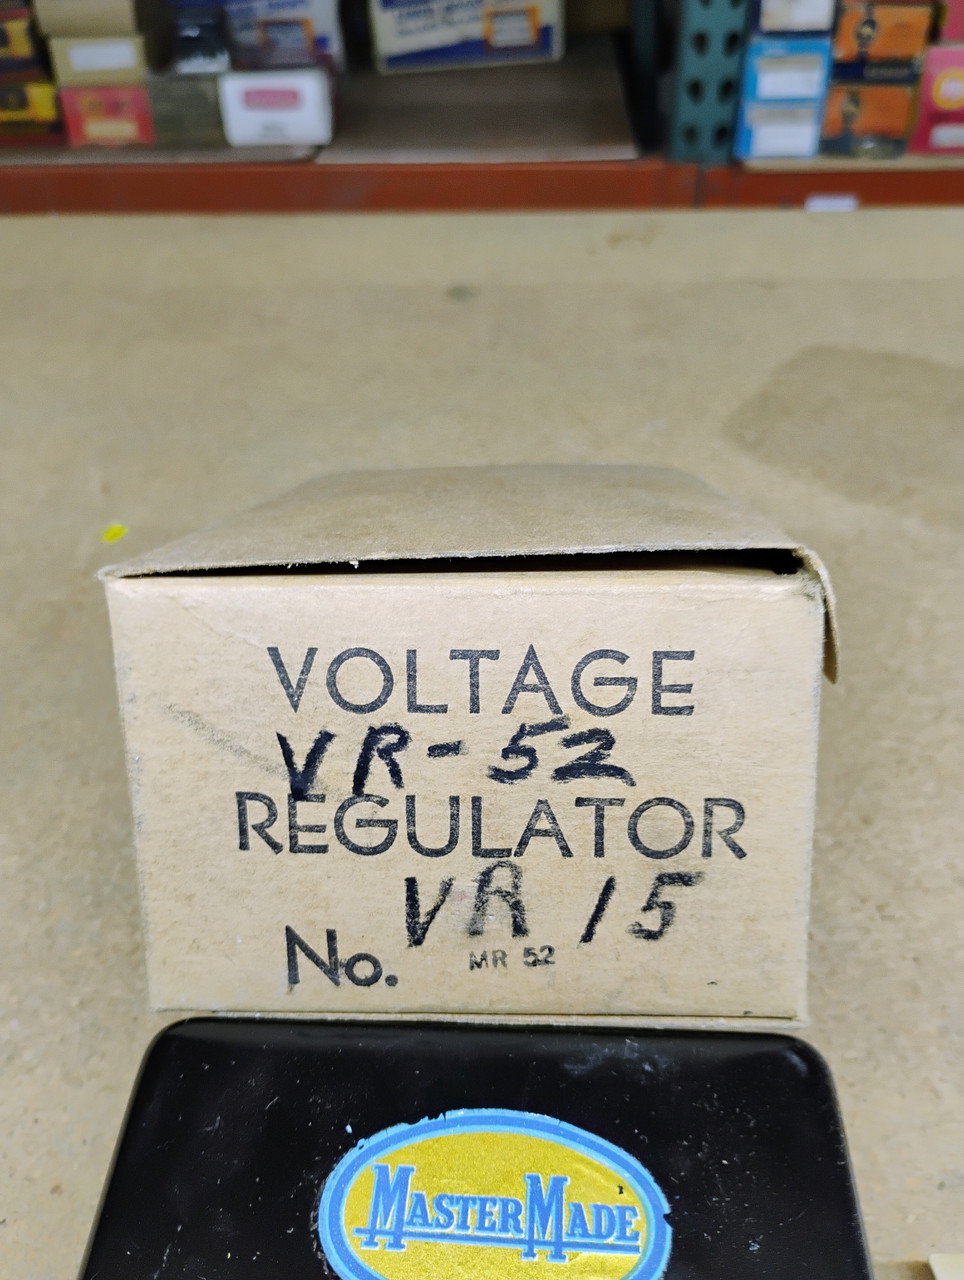 VOLTAGE
VR-52
REGULATOR
VR 15
No. MR 52
MASTERMADE